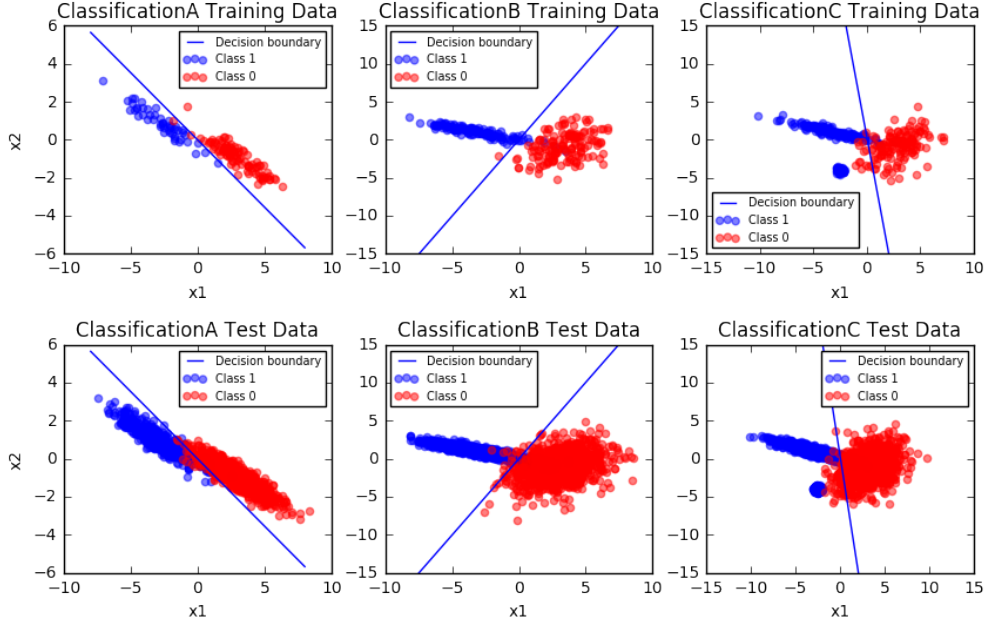 ClassificationA Training Data
6
4
2
0
−2
−4
−6
x2
Decision boundary
Class 1
Class 0
−10
−5
0
5
10
x1
ClassificationB Training Data
15
10
5
0
−5
−10
−15
Decision boundary
Class 1
Class 0
−10
−5
0
5
10
x1
ClassificationC Training Data
15
10
5
0
−5
−10
−15
Decision boundary
Class 1
Class 0
−15
−10
−5
0
5
10
15
x1
ClassificationA Test Data
6
4
2
0
−2
−4
−6
x2
Decision boundary
Class 1
Class 0
−10
−5
0
5
10
x1
ClassificationB Test Data
15
10
5
0
−5
−10
−15
Decision boundary
Class 1
Class 0
−10
−5
0
5
10
x1
ClassificationC Test Data
15
10
5
0
−5
−10
−15
Decision boundary
Class 1
Class 0
−15
−10
−5
0
5
10
15
x1